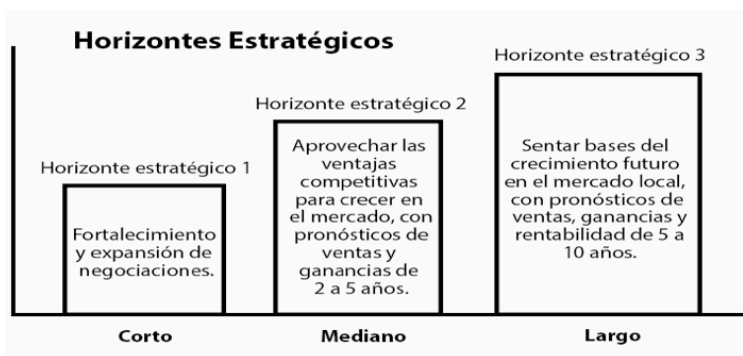 Horizontes Estratégicos
Horizonte estratégico 1
Fortalecimiento
y expansión de
negociaciones.
Corto
Horizonte estratégico 2
Aprovechar las
ventajas
competitivas
para crecer en
el mercado, con
pronósticos de
ventas y
ganancias de
2 a 5 años.
Mediano
Horizonte estratégico 3
Sentar bases del
crecimiento futuro
en el mercado local,
con pronósticos de
ventas, ganancias y
rentabilidad de 5 a
10 años.
Largo